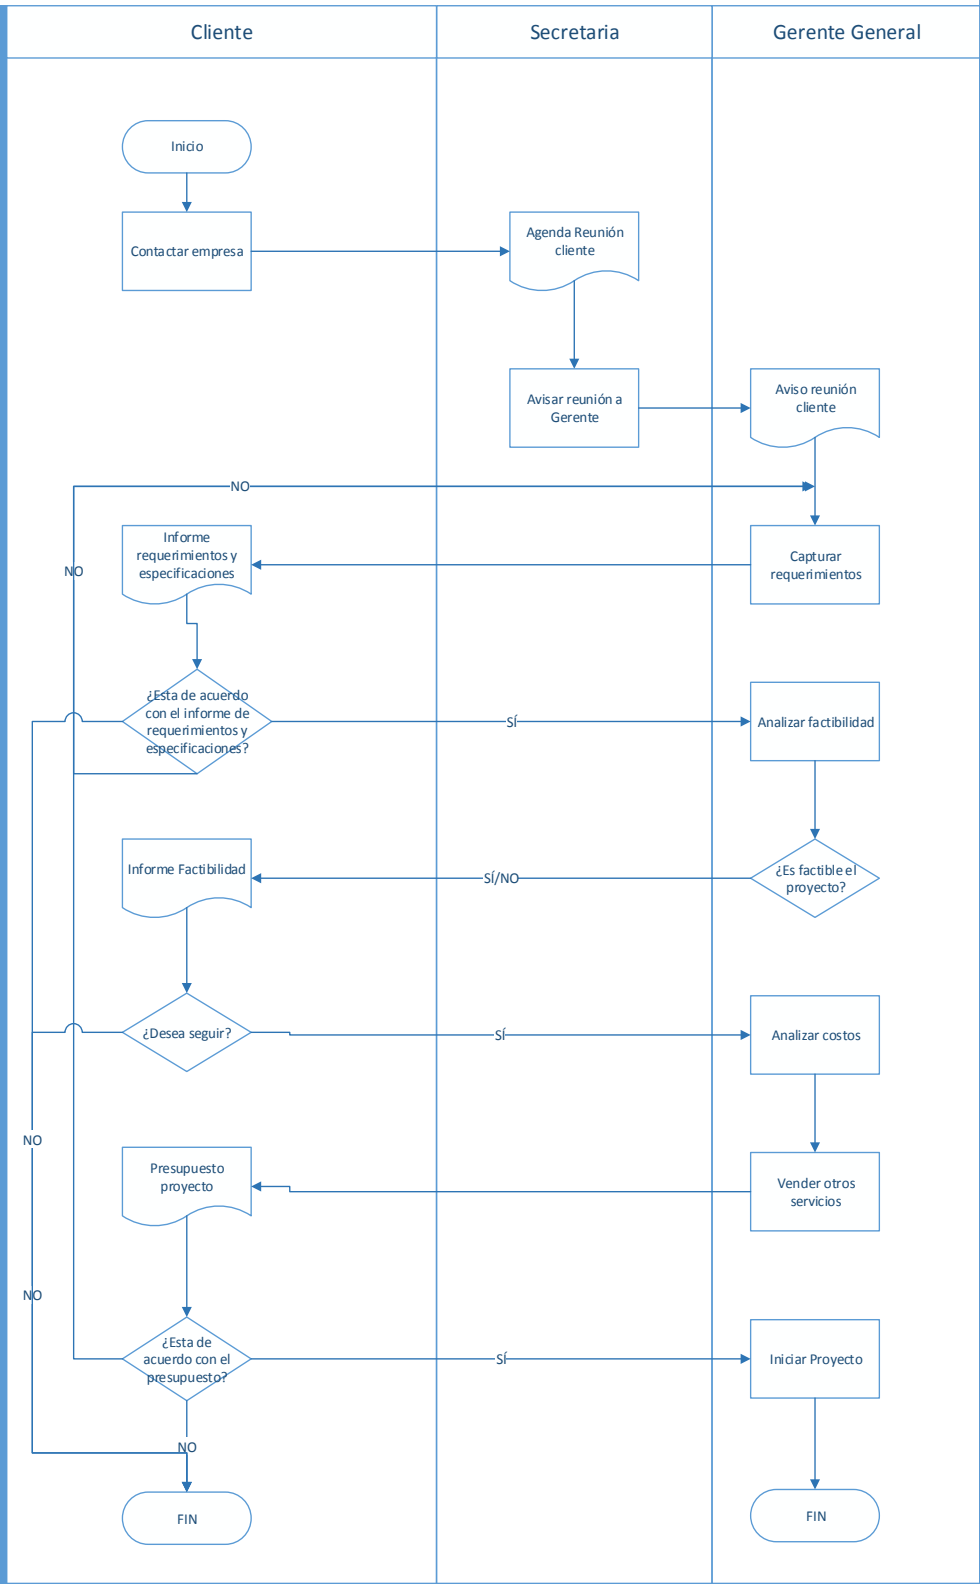 Cliente
Secretaria
Gerente General
Inicio
Contactar empresa
Agenda Reunión
cliente
Avisar reunión a
Gerente
Aviso reunión
cliente
NO
Informe
requerimientos y
especificaciones
NO
Capturar
requerimientos
¿Esta de acuerdo
con el informe de
requerimientos y
especificaciones?
SÍ
Analizar factibilidad
Informe Factibilidad
SÍ/NO
¿Es factible el
proyecto?
¿Desea seguir?
SÍ
Analizar costos
NO
Presupuesto
proyecto
Vender otros
servicios
NO
¿Esta de
acuerdo con el
presupuesto?
SÍ
Iniciar Proyecto
NO
FIN
FIN